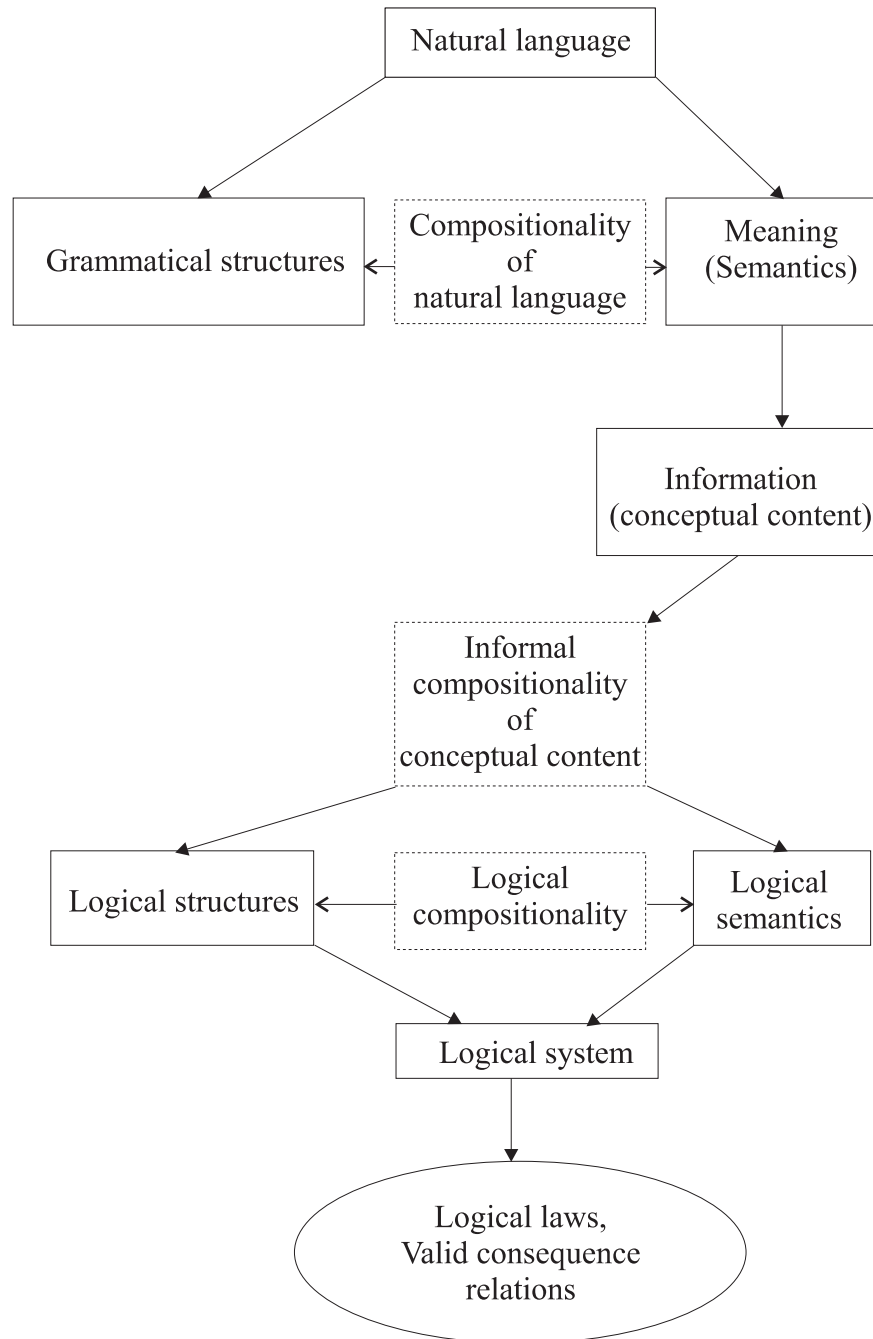 Natural language
Grammatical structures
Compositionality
of
natural language
Meaning
(Semantics)
Information
(conceptual content)
Informal
compositionality
of
conceptual content
Logical structures
Logical
compositionality
Logical
semantics
Logical system
Logical laws,
Valid consequence
relations